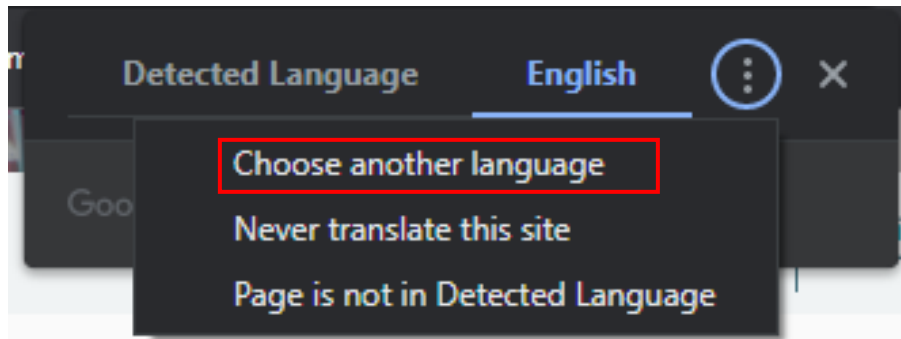 Detected Language English
Choose another language
Never translate this site
Page is not in Detected Language